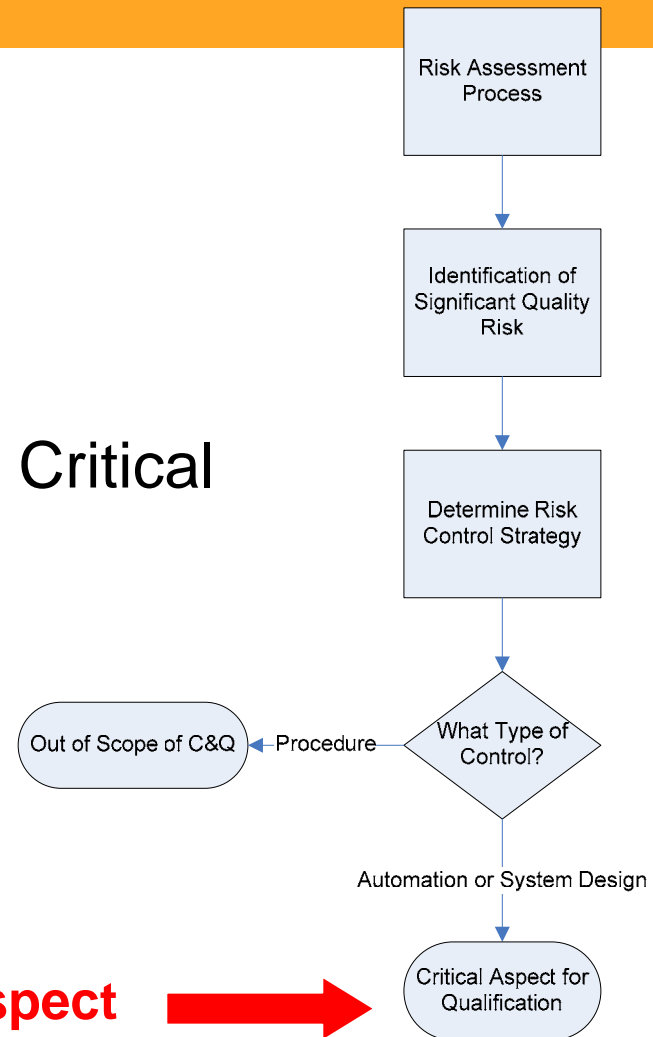 Risk Assessment
Process
Identification of
Significant Quality
Risk
Critical
Determine Risk
Control Strategy
What Type of
Control?
Procedure
Out of Scope of C&Q
Automation or System Design
Critical Aspect for
Qualification
spect